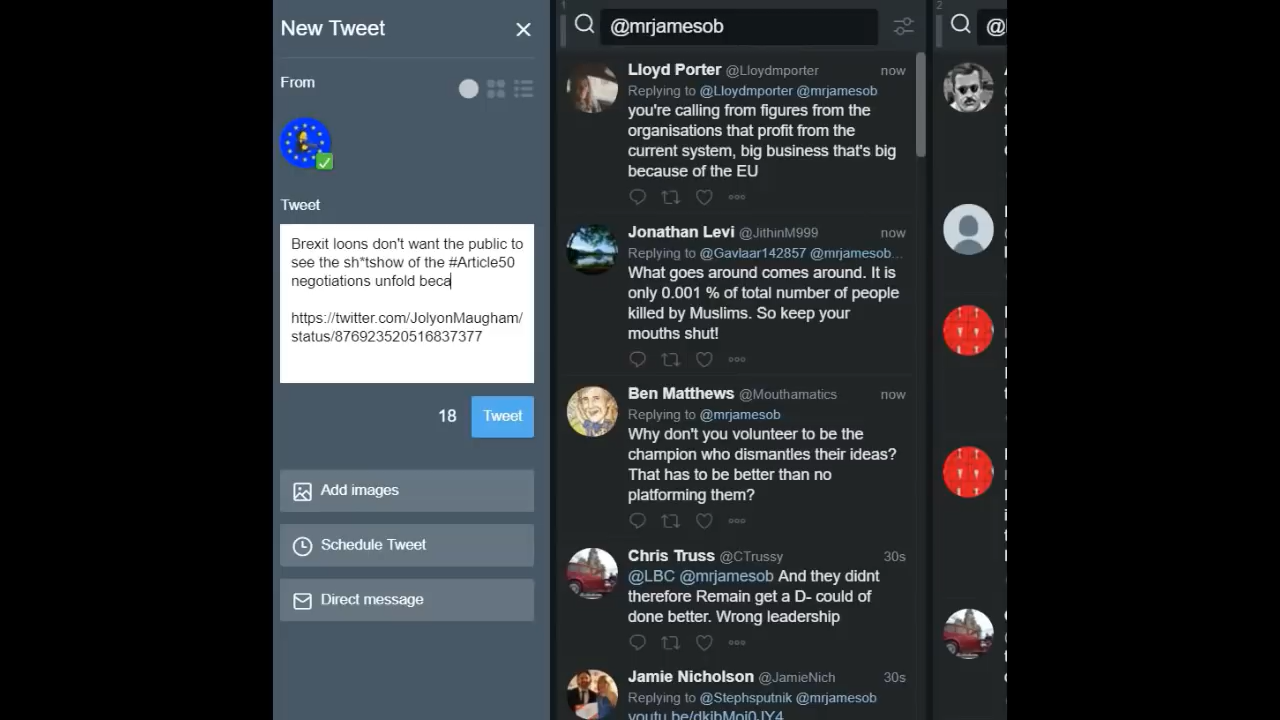 New Tweet
From
Tweet
Brexit loons don't want the public to
see the sh*tshow of the #Article50
negotiations unfold beca
https://twitter.com/JolyonMaugham/
status/876923520516837377
18
Tweet
Add images
Schedule Tweet
Direct message
1
@mrjamesob
Lloyd Porter @Lloydmporter now
Replying to @Lloydmporter @mrjamesob
you're calling from figures from the
organisations that profit from the
current system, big business that's big
because of the EU
Jonathan Levi @JithinM999 now
Replying to @Gavlaar142857 @mrjamesob...
What goes around comes around. It is
only 0.001 % of total number of people
killed by Muslims. So keep your
mouths shut!
Ben Matthews @Mouthamatics now
Replying to @mrjamesob
Why don't you volunteer to be the
champion who dismantles their ideas?
That has to be better than no
platforming them?
Chris Truss @CTrussy 30s
@LBC @mrjamesob And they didnt
therefore Remain get a D- could of
done better. Wrong leadership
Jamie Nicholson @JamieNich 30s
Replying to @Stephsputnik @mrjamesob
2
@